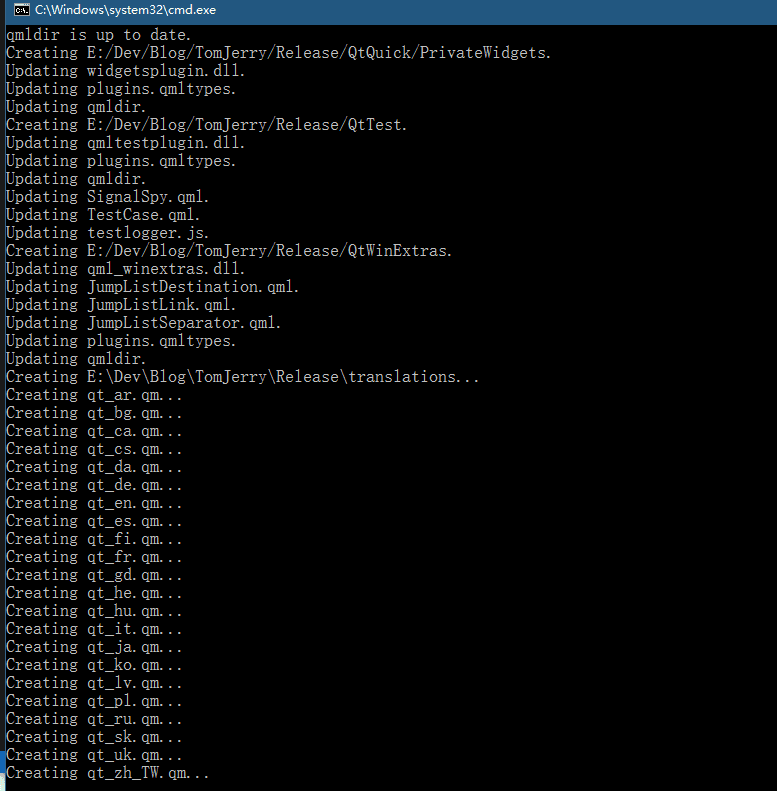 C:\Windows\system32\cmd.exe
qmldir is up to date.
Creating E:/Dev/Blog/TomJerry/Release/QtQuick/PrivateWidgets.
Updating widgetsplugin.dll.
Updating plugins.qmltypes.
Updating qmldir.
Creating E:/Dev/Blog/TomJerry/Release/QtTest.
Updating qmltestplugin.dll.
Updating plugins.qmltypes.
Updating qmldir.
Updating SignalSpy.qml.
Updating TestCase.qml.
Updating testlogger.js.
Creating E:/Dev/Blog/TomJerry/Release/QtWinExtras.
Updating qml_winextras.dll.
Updating JumpListDestination.qml.
Updating JumpListLink.qml.
Updating JumpListSeparator.qml.
Updating plugins.qmltypes.
Updating qmldir.
Creating E:\Dev\Blog\TomJerry\Release\translations...
Creating qt_ar.qm...
Creating qt_bg.qm...
Creating qt_ca.qm...
Creating qt_cs.qm...
Creating qt_da.qm...
Creating qt_de.qm...
Creating qt_en.qm...
Creating qt_es.qm...
Creating qt_fi.qm...
Creating qt_fr.qm...
Creating qt_gd.qm...
Creating qt_he.qm...
Creating qt_hu.qm...
Creating qt_it.qm...
Creating qt_ja.qm...
Creating qt_ko.qm...
Creating qt_lv.qm...
Creating qt_pl.qm...
Creating qt_ru.qm...
Creating qt_sk.qm...
Creating qt_uk.qm...
Creating qt_zh_TW.qm...